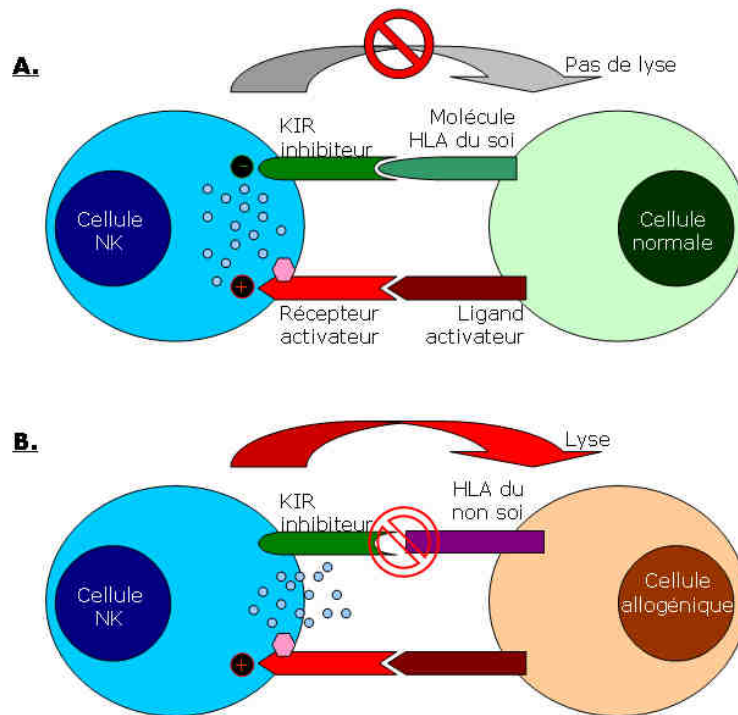 A.
Pas de lyse
KIR
inhibiteur
Molécule
HLA du soi
-
Cellule
NK
Cellule
normale
+
Récepteur
activateur
Ligand
activateur
B.
Lyse
KIR
inhibiteur
HLA du
non soi
Cellule
NK
Cellule
allogénique
+